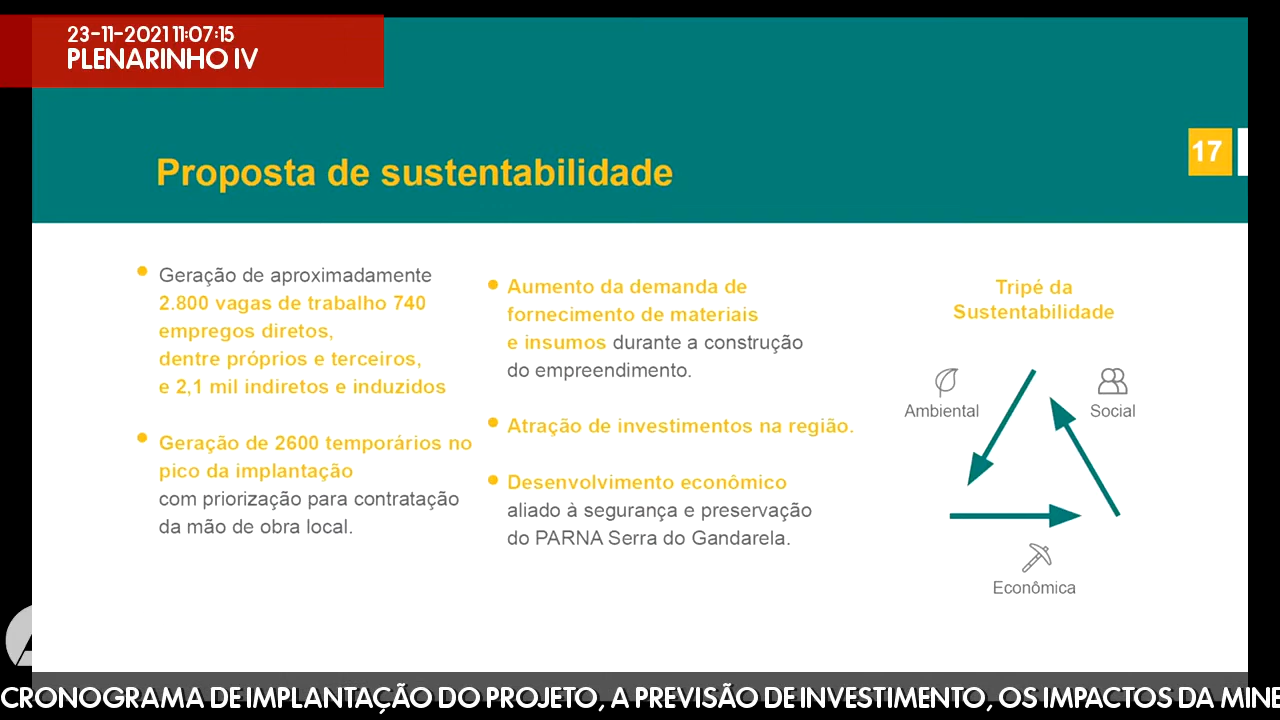 23-11-2021 11:07:15
PLENARINHO IV
17
Proposta de sustentabilidade
Geração de aproximadamente
2.800 vagas de trabalho 740
empregos diretos,
dentre próprios e terceiros,
e 2,1 mil indiretos e induzidos
Geração de 2600 temporários no
pico da implantação
com priorização para contratação
da mão de obra local.
Aumento da demanda de
fornecimento de materiais
e insumos durante a construção
do empreendimento.
Atração de investimentos na região.
Desenvolvimento econômico
aliado à segurança e preservação
do PARNA Serra do Gandarela.
Tripé da
Sustentabilidade
Ambiental
Social
Econômica
CRONOGRAMA DE IMPLANTAÇÃO DO PROJETO, A PREVISÃO DE INVESTIMENTO, OS IMPACTOS DA MINE